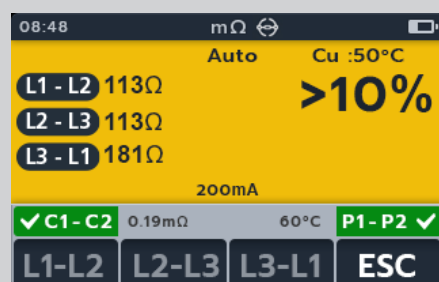 08:48 mΩ
Auto Cu :50°C
L1 - L2 113Ω >10%
L2 - L3 113Ω
L3 - L1 181Ω
200mA
✓ C1 - C2 0.19mΩ 60°C P1 - P2 ✓
L1-L2 L2-L3 L3-L1 ESC